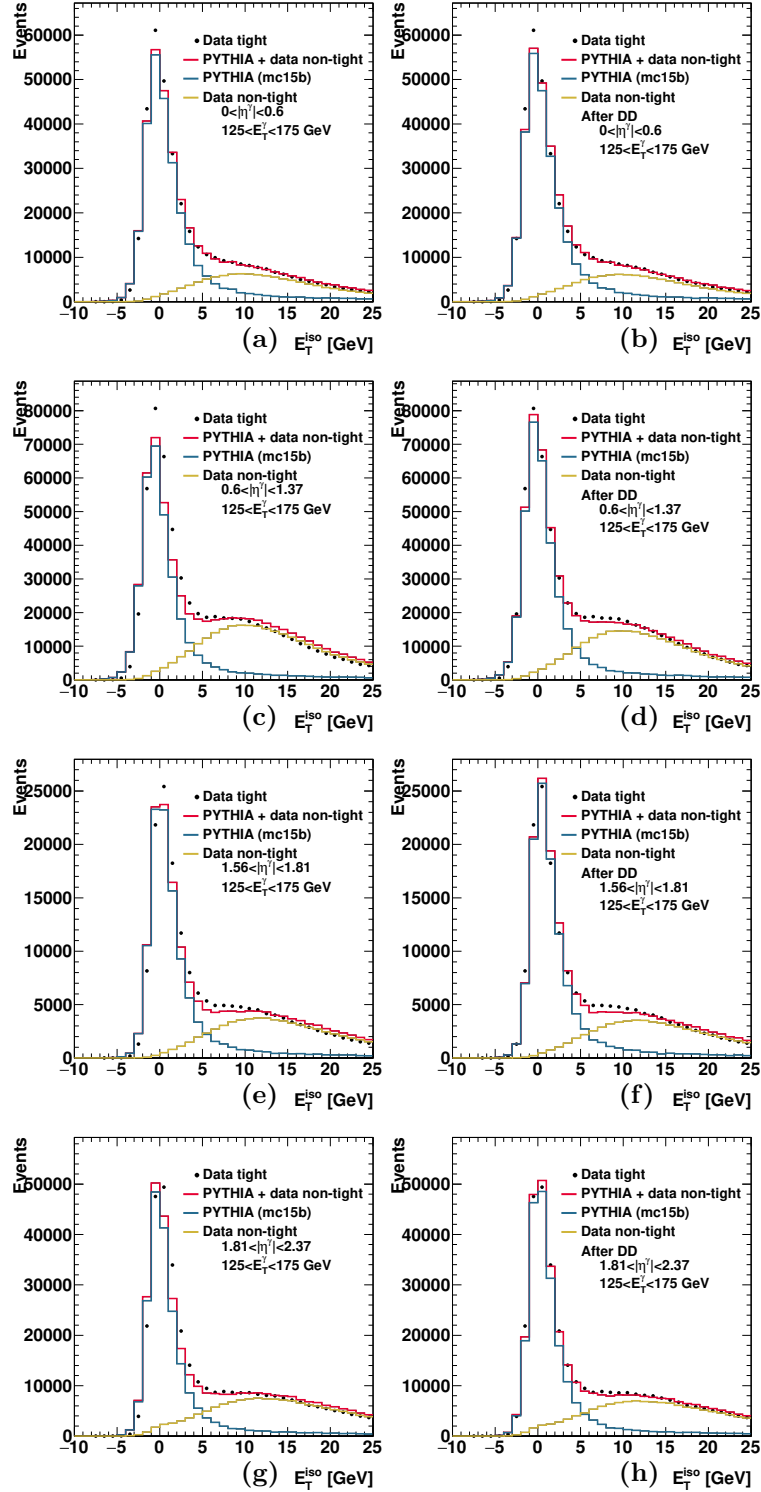 Events
60000
50000
40000
30000
20000
10000
0
Data tight
PYTHIA + data non-tight
PYTHIA (mc15b)
Data non-tight
0<|η^γ|<0.6
125<E_T^γ<175 GeV
−10 −5 0 5 10 15 20 25
(a) E_T^iso [GeV]
Events
60000
50000
40000
30000
20000
10000
0
Data tight
PYTHIA + data non-tight
PYTHIA (mc15b)
Data non-tight
After DD
0<|η^γ|<0.6
125<E_T^γ<175 GeV
−10 −5 0 5 10 15 20 25
(b) E_T^iso [GeV]
Events
80000
70000
60000
50000
40000
30000
20000
10000
0
Data tight
PYTHIA + data non-tight
PYTHIA (mc15b)
Data non-tight
0.6<|η^γ|<1.37
125<E_T^γ<175 GeV
−10 −5 0 5 10 15 20 25
(c) E_T^iso [GeV]
Events
80000
70000
60000
50000
40000
30000
20000
10000
0
Data tight
PYTHIA + data non-tight
PYTHIA (mc15b)
Data non-tight
After DD
0.6<|η^γ|<1.37
125<E_T^γ<175 GeV
−10 −5 0 5 10 15 20 25
(d) E_T^iso [GeV]
Events
25000
20000
15000
10000
5000
0
Data tight
PYTHIA + data non-tight
PYTHIA (mc15b)
Data non-tight
1.56<|η^γ|<1.81
125<E_T^γ<175 GeV
−10 −5 0 5 10 15 20 25
(e) E_T^iso [GeV]
Events
25000
20000
15000
10000
5000
0
Data tight
PYTHIA + data non-tight
PYTHIA (mc15b)
Data non-tight
After DD
1.56<|η^γ|<1.81
125<E_T^γ<175 GeV
−10 −5 0 5 10 15 20 25
(f) E_T^iso [GeV]
Events
50000
40000
30000
20000
10000
0
Data tight
PYTHIA + data non-tight
PYTHIA (mc15b)
Data non-tight
1.81<|η^γ|<2.37
125<E_T^γ<175 GeV
−10 −5 0 5 10 15 20 25
(g) E_T^iso [GeV]
Events
50000
40000
30000
20000
10000
0
Data tight
PYTHIA + data non-tight
PYTHIA (mc15b)
Data non-tight
After DD
1.81<|η^γ|<2.37
125<E_T^γ<175 GeV
−10 −5 0 5 10 15 20 25
(h) E_T^iso [GeV]